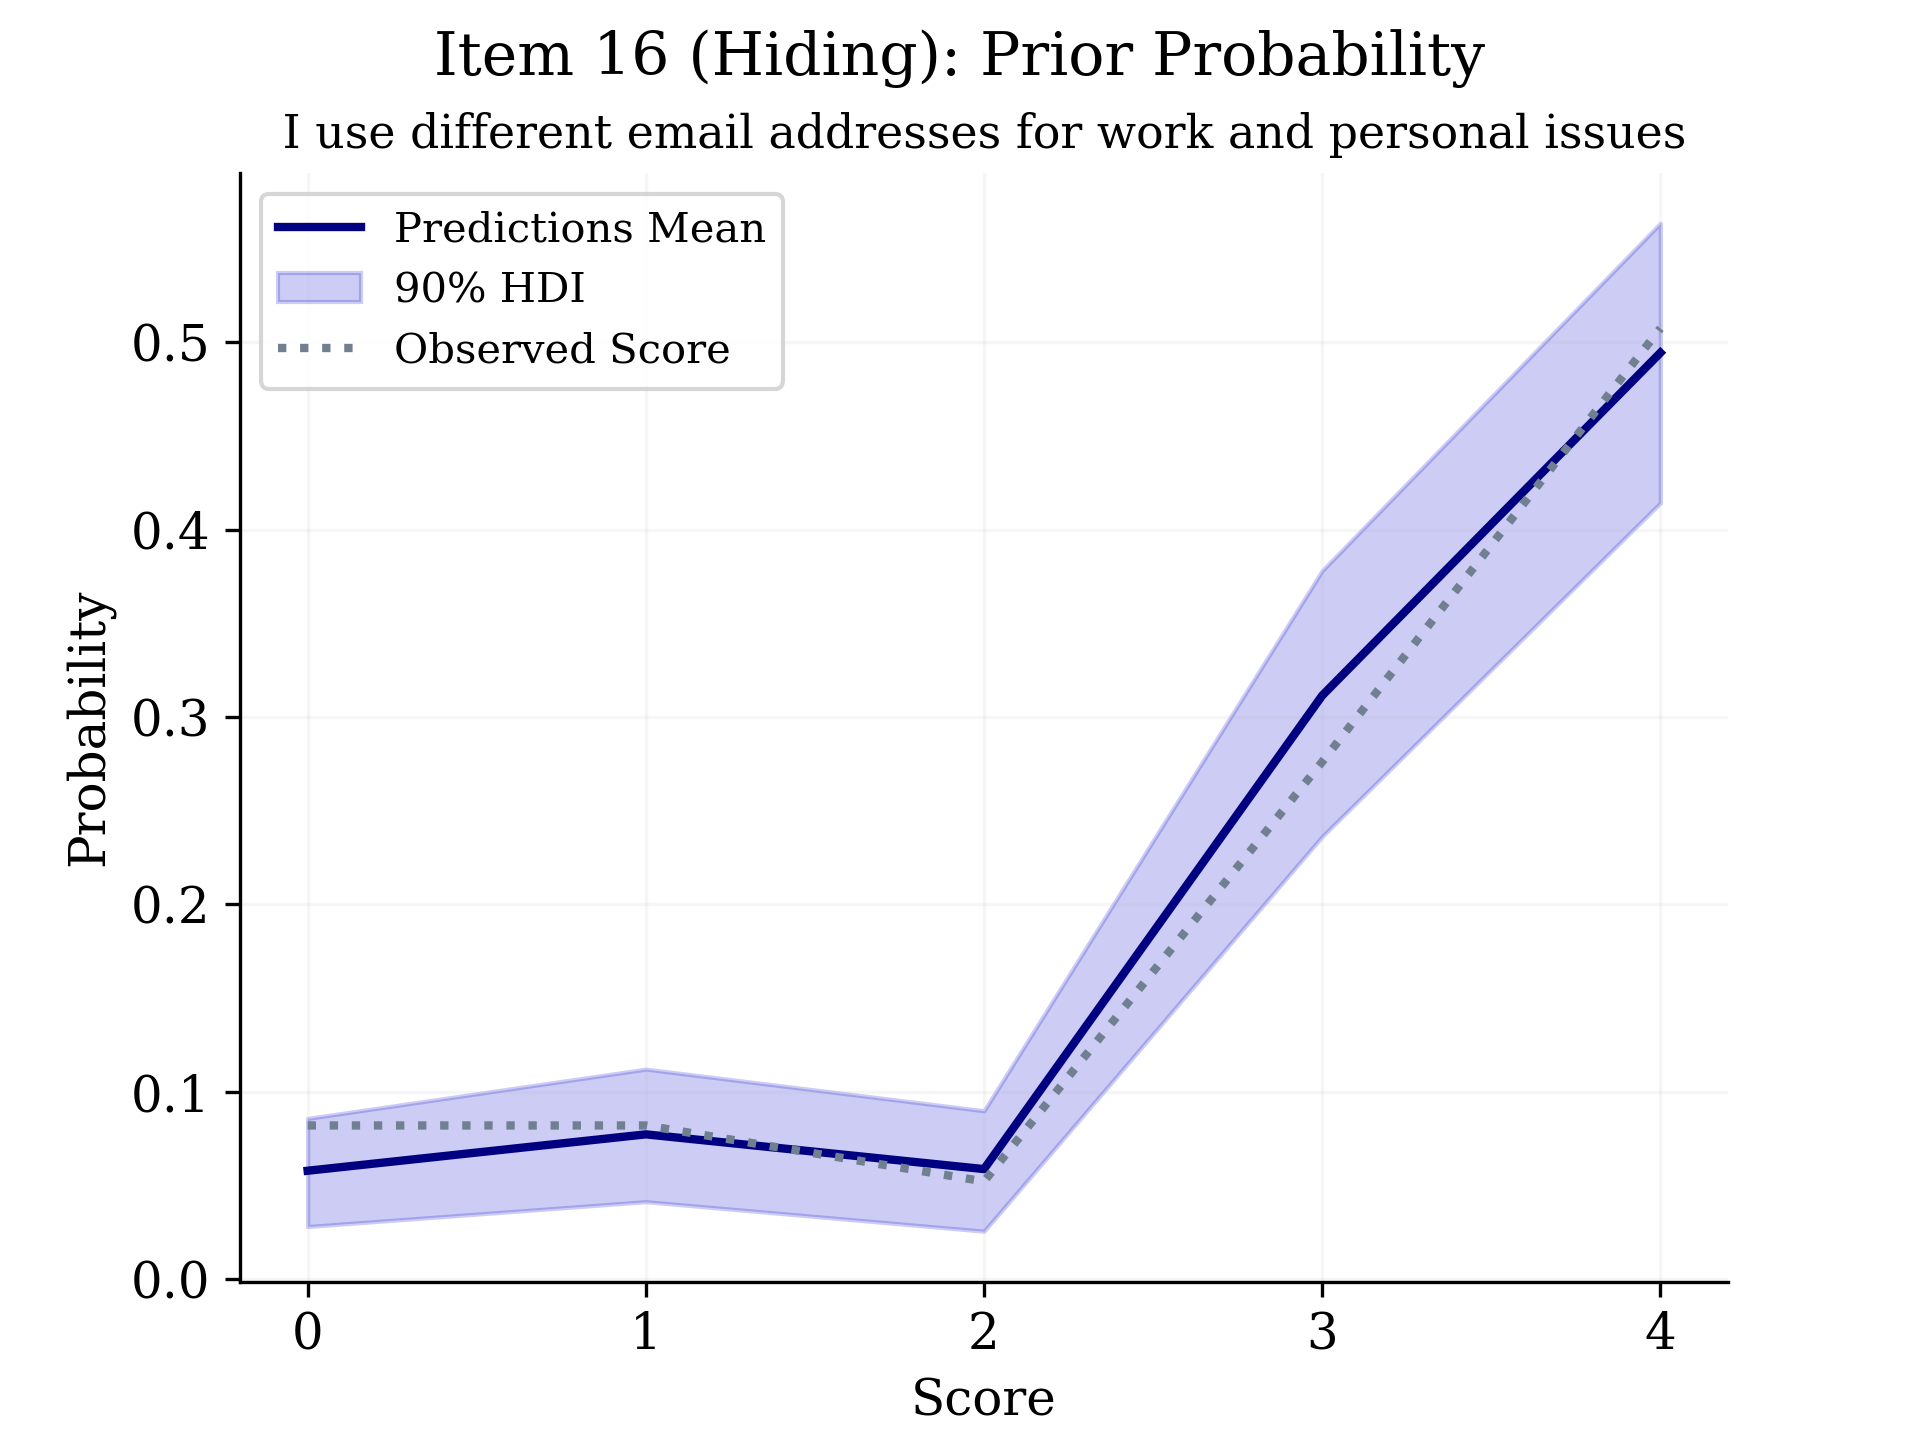 Item 16 (Hiding): Prior Probability
I use different email addresses for work and personal issues
Predictions Mean
90% HDI
Observed Score
Probability
0.5
0.4
0.3
0.2
0.1
0.0
0 1 2 3 4
Score